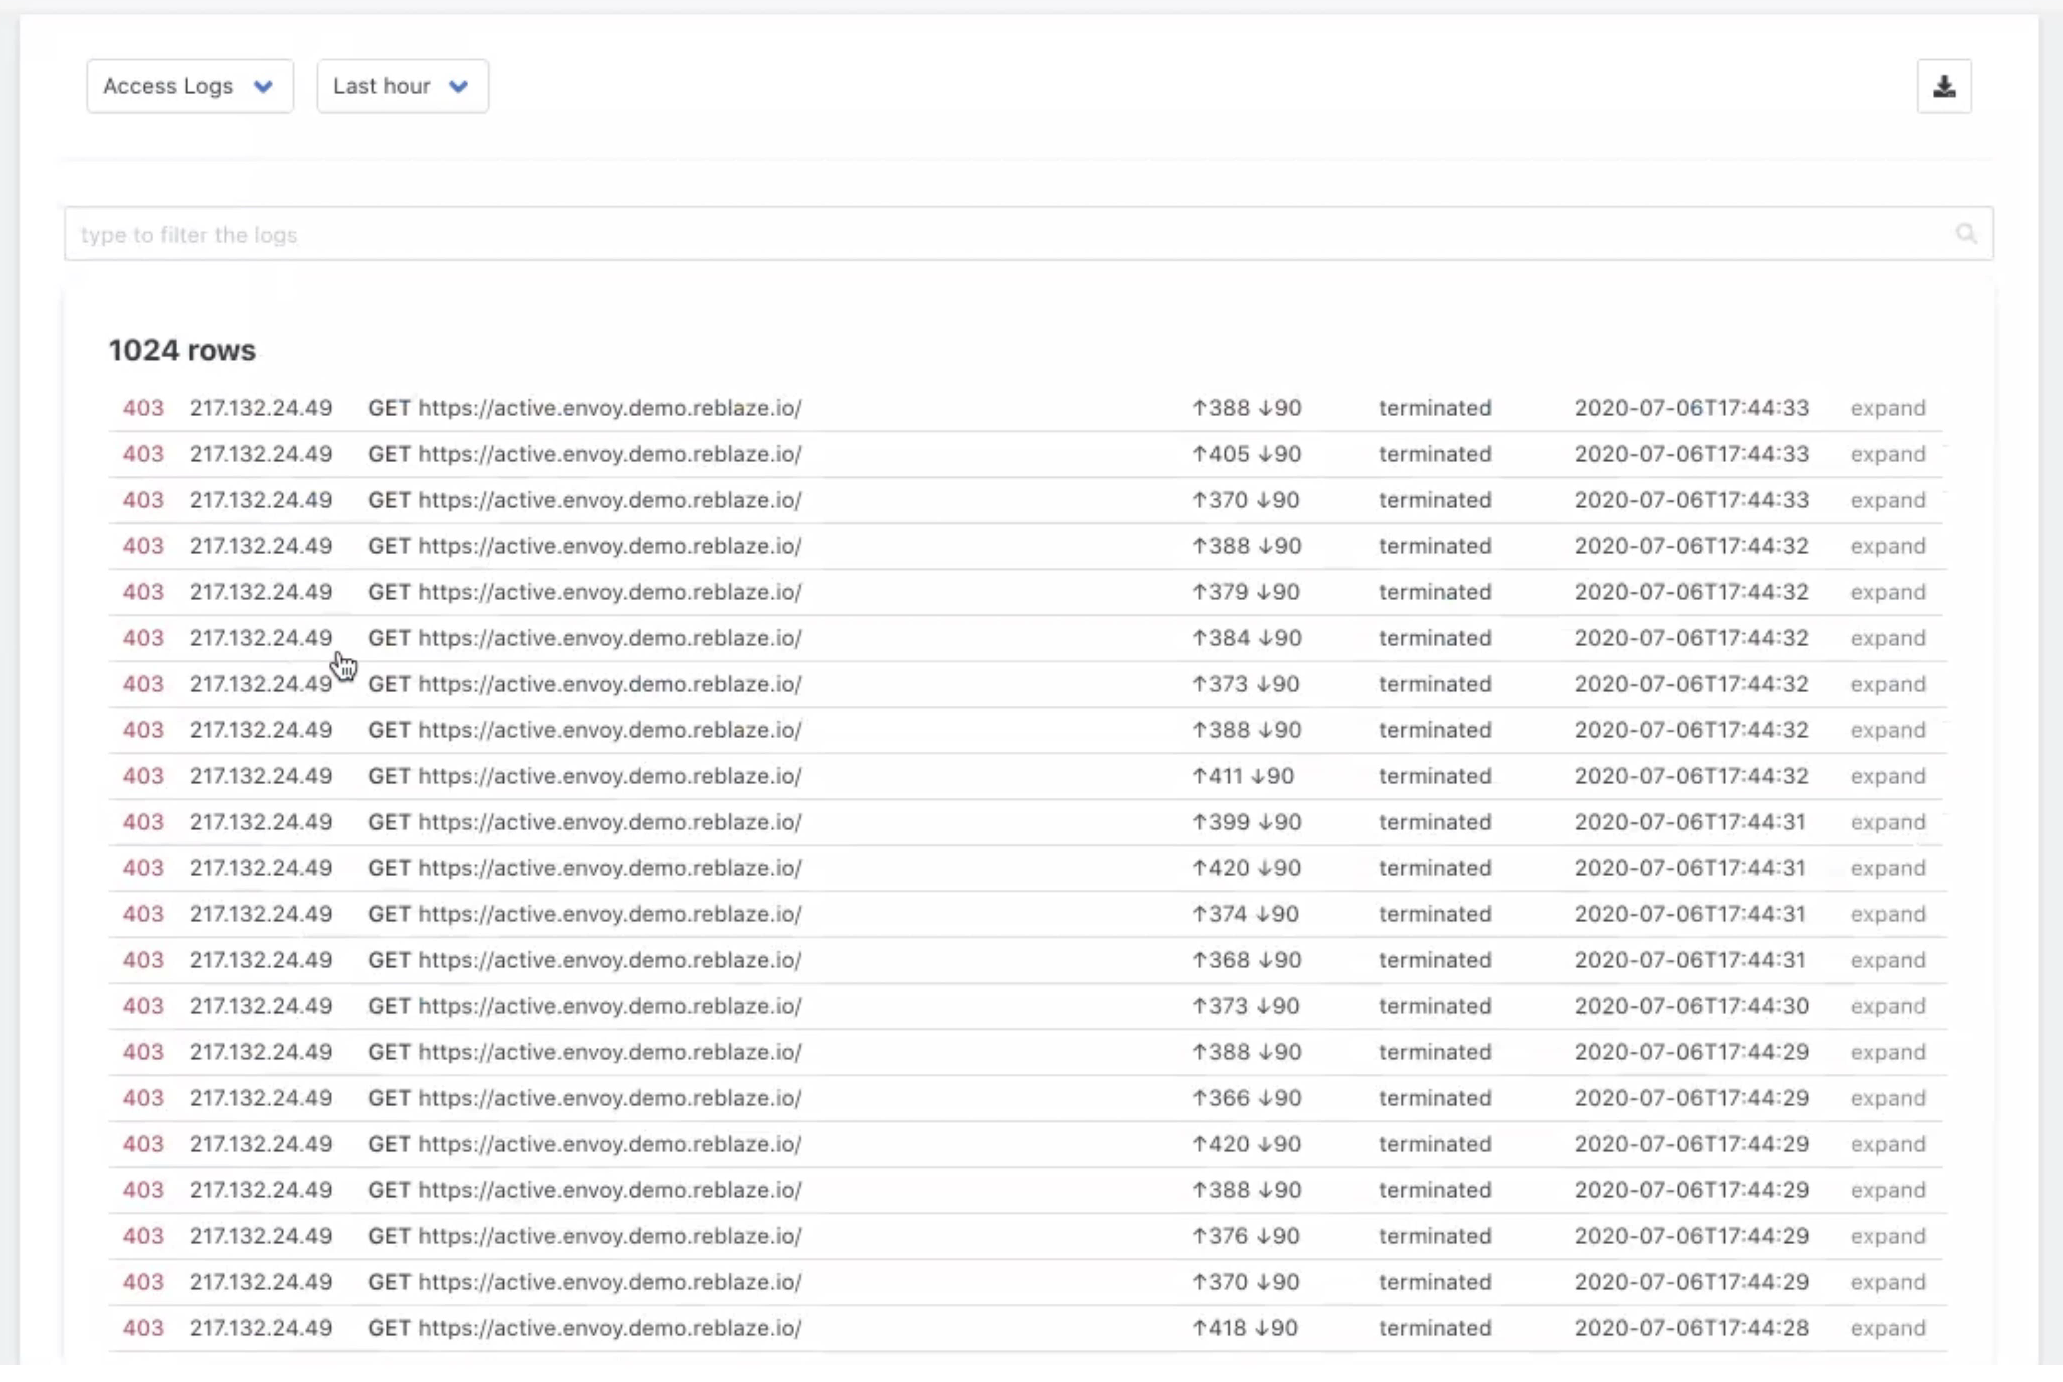 Access Logs Last hour
type to filter the logs
1024 rows
403 217.132.24.49 GET https://active.envoy.demo.reblaze.io/ ↑388 ↓90 terminated 2020-07-06T17:44:33 expand
403 217.132.24.49 GET https://active.envoy.demo.reblaze.io/ ↑405 ↓90 terminated 2020-07-06T17:44:33 expand
403 217.132.24.49 GET https://active.envoy.demo.reblaze.io/ ↑370 ↓90 terminated 2020-07-06T17:44:33 expand
403 217.132.24.49 GET https://active.envoy.demo.reblaze.io/ ↑388 ↓90 terminated 2020-07-06T17:44:32 expand
403 217.132.24.49 GET https://active.envoy.demo.reblaze.io/ ↑379 ↓90 terminated 2020-07-06T17:44:32 expand
403 217.132.24.49 GET https://active.envoy.demo.reblaze.io/ ↑384 ↓90 terminated 2020-07-06T17:44:32 expand
403 217.132.24.49 GET https://active.envoy.demo.reblaze.io/ ↑373 ↓90 terminated 2020-07-06T17:44:32 expand
403 217.132.24.49 GET https://active.envoy.demo.reblaze.io/ ↑388 ↓90 terminated 2020-07-06T17:44:32 expand
403 217.132.24.49 GET https://active.envoy.demo.reblaze.io/ ↑411 ↓90 terminated 2020-07-06T17:44:32 expand
403 217.132.24.49 GET https://active.envoy.demo.reblaze.io/ ↑399 ↓90 terminated 2020-07-06T17:44:31 expand
403 217.132.24.49 GET https://active.envoy.demo.reblaze.io/ ↑420 ↓90 terminated 2020-07-06T17:44:31 expand
403 217.132.24.49 GET https://active.envoy.demo.reblaze.io/ ↑374 ↓90 terminated 2020-07-06T17:44:31 expand
403 217.132.24.49 GET https://active.envoy.demo.reblaze.io/ ↑368 ↓90 terminated 2020-07-06T17:44:31 expand
403 217.132.24.49 GET https://active.envoy.demo.reblaze.io/ ↑373 ↓90 terminated 2020-07-06T17:44:30 expand
403 217.132.24.49 GET https://active.envoy.demo.reblaze.io/ ↑388 ↓90 terminated 2020-07-06T17:44:29 expand
403 217.132.24.49 GET https://active.envoy.demo.reblaze.io/ ↑366 ↓90 terminated 2020-07-06T17:44:29 expand
403 217.132.24.49 GET https://active.envoy.demo.reblaze.io/ ↑420 ↓90 terminated 2020-07-06T17:44:29 expand
403 217.132.24.49 GET https://active.envoy.demo.reblaze.io/ ↑388 ↓90 terminated 2020-07-06T17:44:29 expand
403 217.132.24.49 GET https://active.envoy.demo.reblaze.io/ ↑376 ↓90 terminated 2020-07-06T17:44:29 expand
403 217.132.24.49 GET https://active.envoy.demo.reblaze.io/ ↑370 ↓90 terminated 2020-07-06T17:44:29 expand
403 217.132.24.49 GET https://active.envoy.demo.reblaze.io/ ↑418 ↓90 terminated 2020-07-06T17:44:28 expand